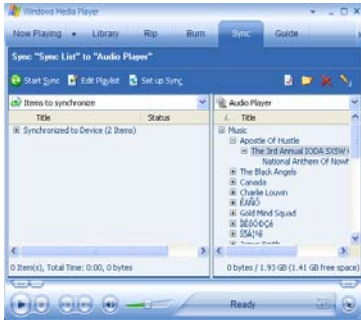 Windows Media Player
Now Playing Library Rip Burn Sync Guide
Sync "Sync List" to "Audio Player"
Start Sync Edit Playlist Set up Sync
Items to synchronize
Title Status
Synchronized to Device (2 Items)
0 Item(s), Total Time: 0:00, 0 bytes
Audio Player
Title
Music
Apostle Of Hustle
The 3rd Annual IODA SXSW
National Anthem Of Nowh
The Black Angels
Canada
Charlie Louvin
Gold Mind Squad
0 bytes / 1.93 GB (1.41 GB free space)
Ready